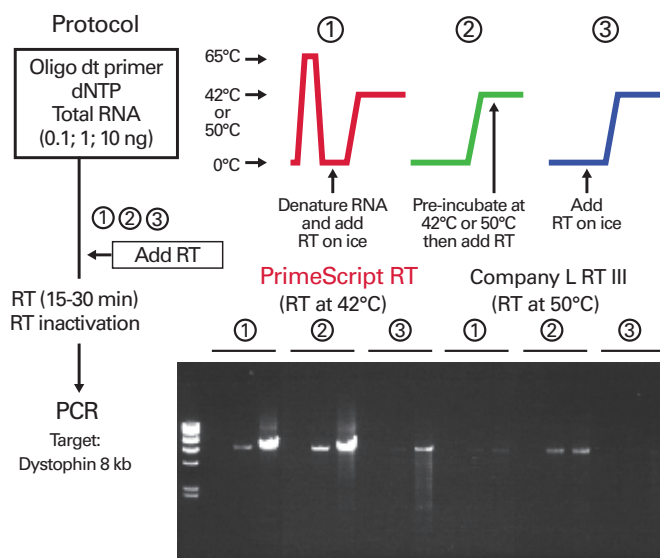 Protocol
Oligo dt primer
dNTP
Total RNA
(0.1; 1; 10 ng)
① ② ③
Add RT
RT (15-30 min)
RT inactivation
PCR
Target:
Dystophin 8 kb
① ② ③
65°C
42°C
or
50°C
0°C
Denature RNA
and add
RT on ice
Pre-incubate at
42°C or 50°C
then add RT
Add
RT on ice
PrimeScript RT
(RT at 42°C)
Company L RT III
(RT at 50°C)
① ② ③ ① ② ③